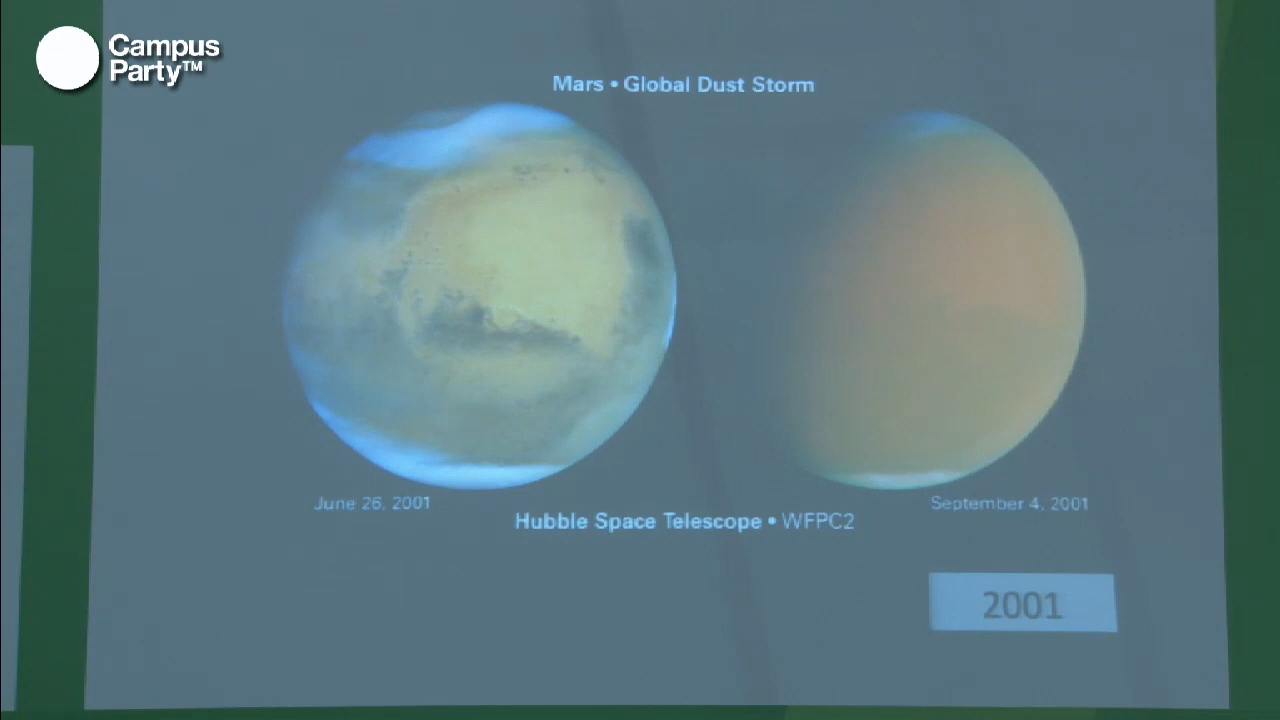 Campus
Party™
Mars • Global Dust Storm
June 26, 2001
September 4, 2001
Hubble Space Telescope • WFPC2
2001